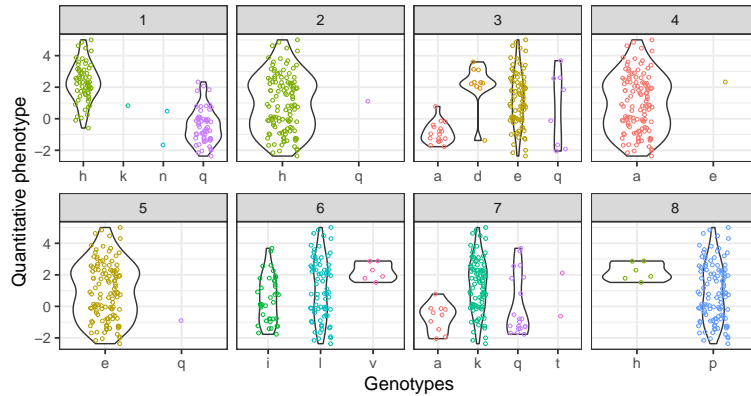 1 2 3 4
Quantitative phenotype
4
2
0
−2
h k n q h q a d e q a e
5 6 7 8
4
2
0
−2
e q i l v a k q t h p
Genotypes